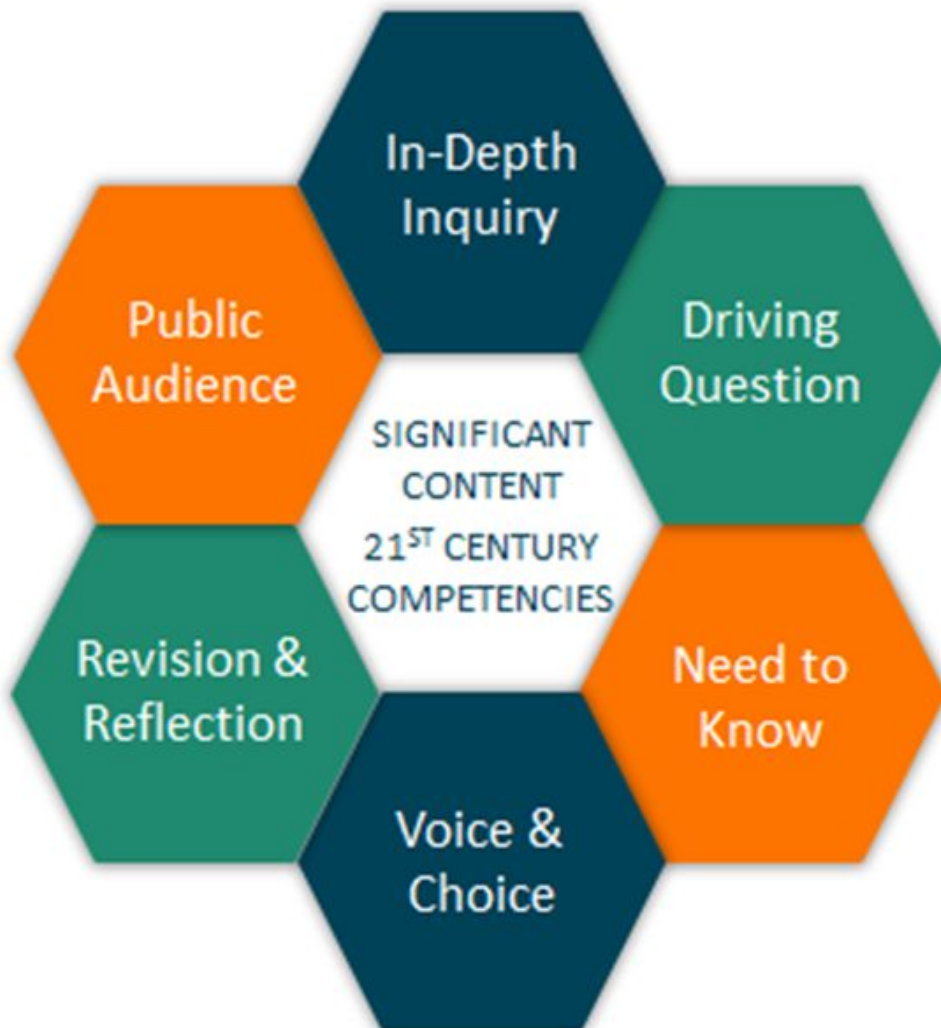 In-Depth
Inquiry
Driving
Question
Need to
Know
Voice &
Choice
Revision &
Reflection
Public
Audience
SIGNIFICANT
CONTENT
21ST CENTURY
COMPETENCIES